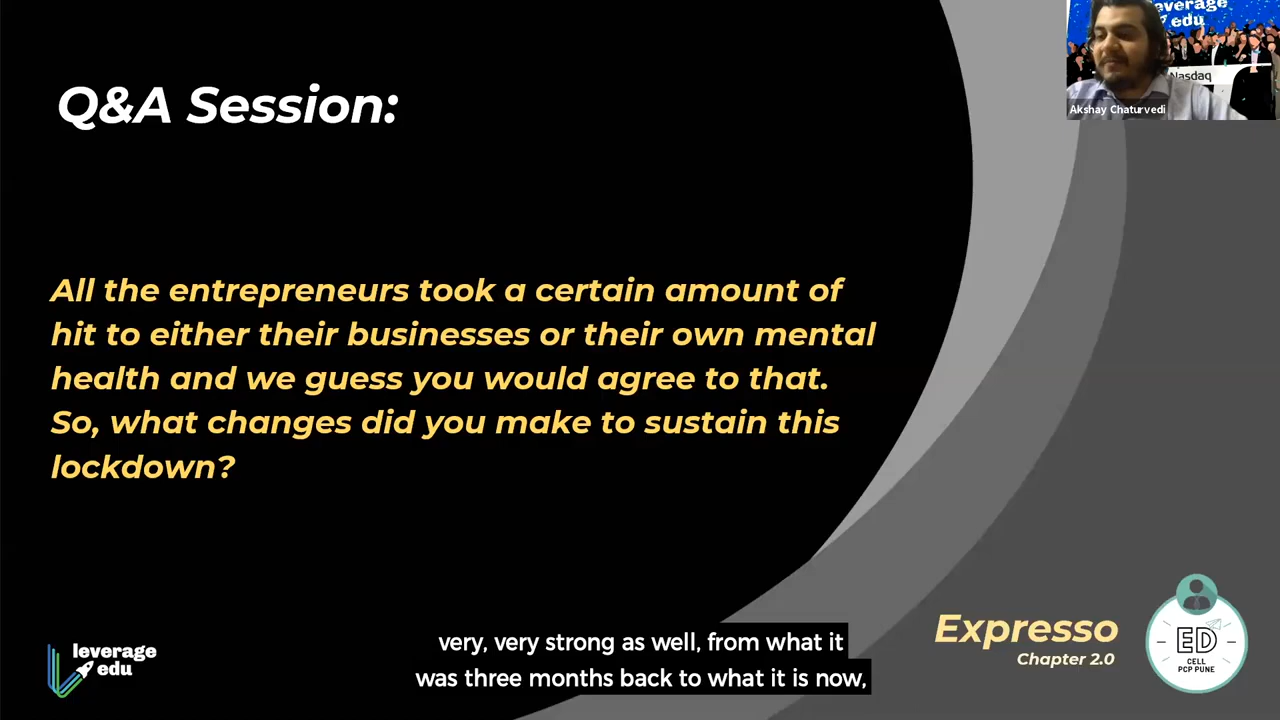 Q&A Session:
leverage
edu
Nasdaq
Akshay Chaturvedi
All the entrepreneurs took a certain amount of
hit to either their businesses or their own mental
health and we guess you would agree to that.
So, what changes did you make to sustain this
lockdown?
leverage
edu
very, very strong as well, from what it
was three months back to what it is now,
Expresso
Chapter 2.0
ED
CELL
PCP PUNE